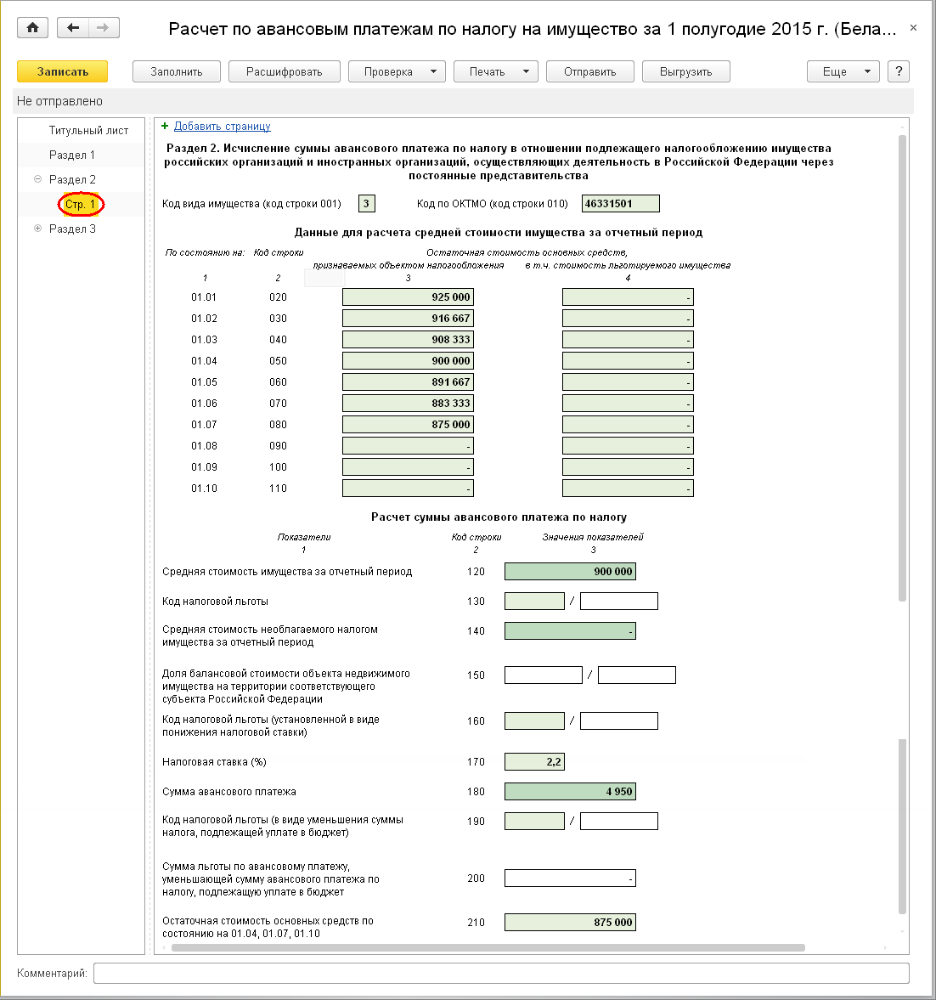 Расчет по авансовым платежам по налогу на имущество за 1 полугодие 2015 г. (Бела...
×
Записать Заполнить Расшифровать Проверка Печать Отправить Выгрузить Еще ?
Не отправлено
Титульный лист
Раздел 1
Раздел 2
Стр. 1
Раздел 3
+ Добавить страницу
Раздел 2. Исчисление суммы авансового платежа по налогу в отношении подлежащего налогообложению имущества
российских организаций и иностранных организаций, осуществляющих деятельность в Российской Федерации через
постоянные представительства
Код вида имущества (код строки 001) 3 Код по ОКТМО (код строки 010) 46331501
Данные для расчета средней стоимости имущества за отчетный период
По состоянию на: Код строки Остаточная стоимость основных средств,
признаваемых объектом налогообложения в т.ч. стоимость льготируемого имущества
1 2 3 4
01.01 020 925 000 -
01.02 030 916 667 -
01.03 040 908 333 -
01.04 050 900 000 -
01.05 060 891 667 -
01.06 070 883 333 -
01.07 080 875 000 -
01.08 090 - -
01.09 100 - -
01.10 110 - -
Расчет суммы авансового платежа по налогу
Показатели Код строки Значения показателей
1 2 3
Средняя стоимость имущества за отчетный период 120 900 000
Код налоговой льготы 130 /
Средняя стоимость необлагаемого налогом
имущества за отчетный период 140 -
Доля балансовой стоимости объекта недвижимого
имущества на территории соответствующего
субъекта Российской Федерации 150 /
Код налоговой льготы (установленной в виде
понижения налоговой ставки) 160 /
Налоговая ставка (%) 170 2,2
Сумма авансового платежа 180 4 950
Код налоговой льготы (в виде уменьшения суммы
налога, подлежащей уплате в бюджет) 190 /
Сумма льготы по авансовому платежу,
уменьшающей сумму авансового платежа по
налогу, подлежащую уплате в бюджет 200 -
Остаточная стоимость основных средств по
состоянию на 01.04, 01.07, 01.10 210 875 000
Комментарий: